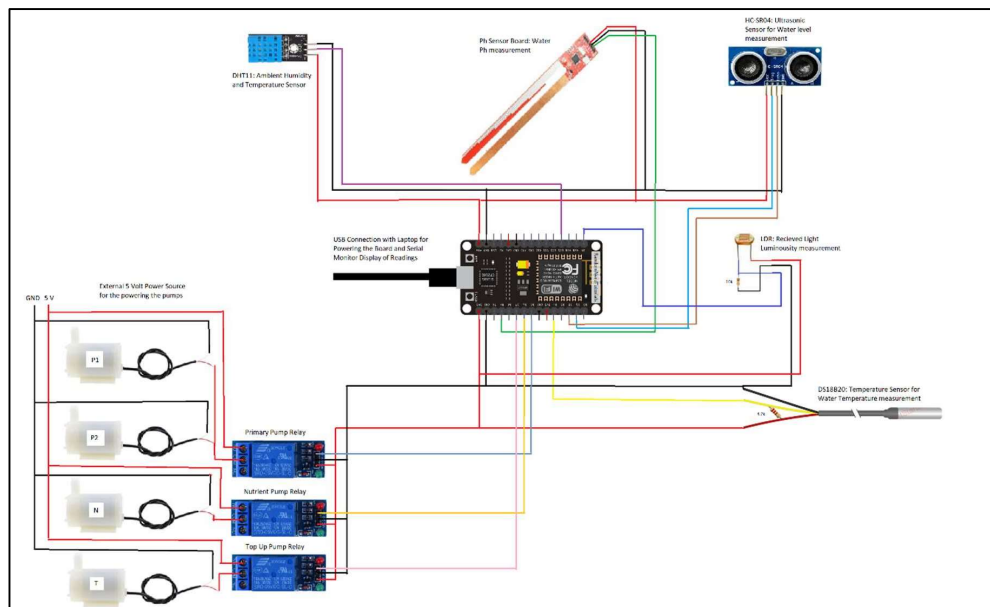 HC-SR04: Ultrasonic
Sensor for Water level
measurement
Ph Sensor Board: Water
Ph measurement
DHT11: Ambient Humidity
and Temperature Sensor
USB Connection with Laptop for
Powering the Board and Serial
Monitor Display of Readings
LDR: Recieved Light
Luminousity measurement
External 5 Volt Power Source
for the powering the pumps
GND 5 V
P1
DS18B20: Temperature Sensor for
Water Temperature measurement
P2
Primary Pump Relay
Nutrient Pump Relay
N
Top Up Pump Relay
T